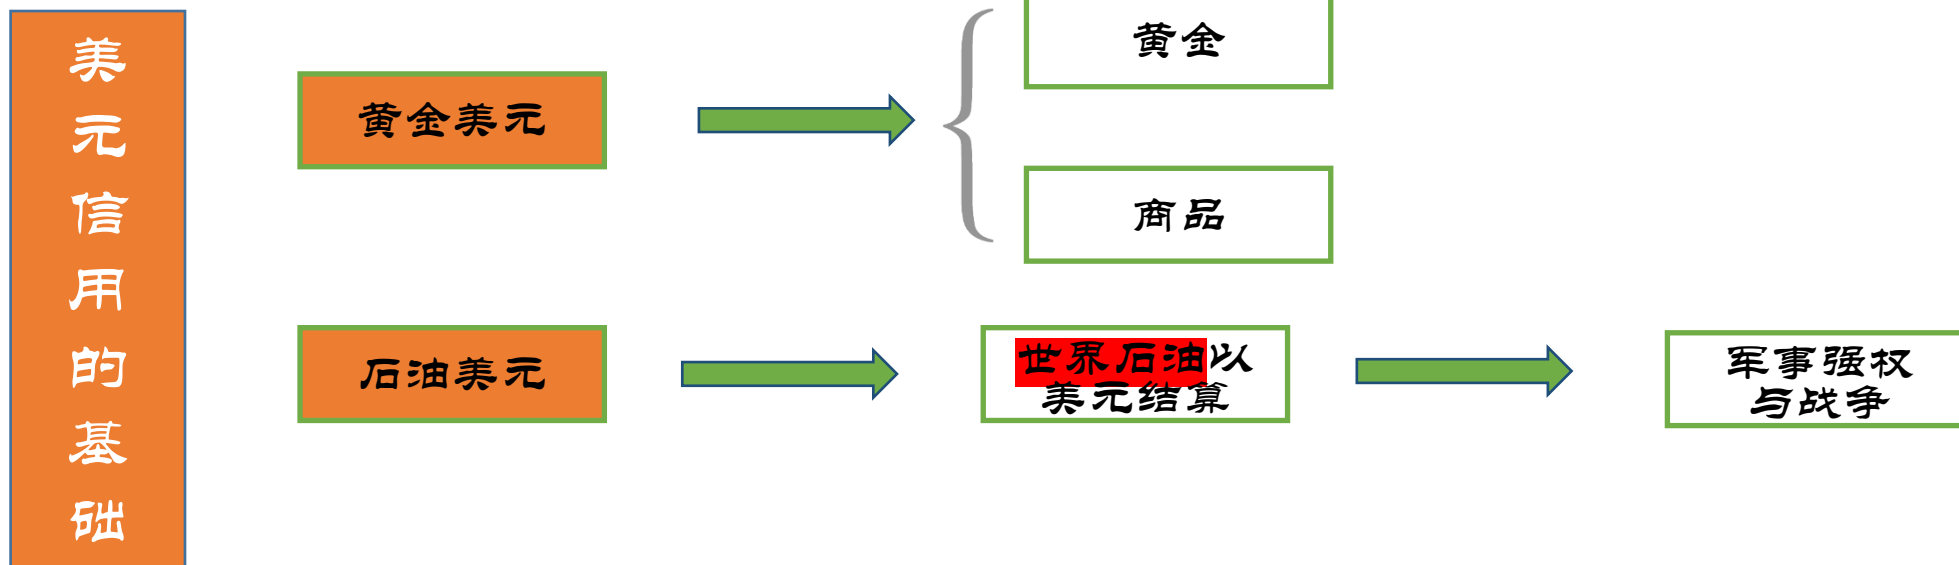 美元信用的基础
黄金美元
黄金
商品
石油美元
世界石油以
美元结算
军事强权
与战争